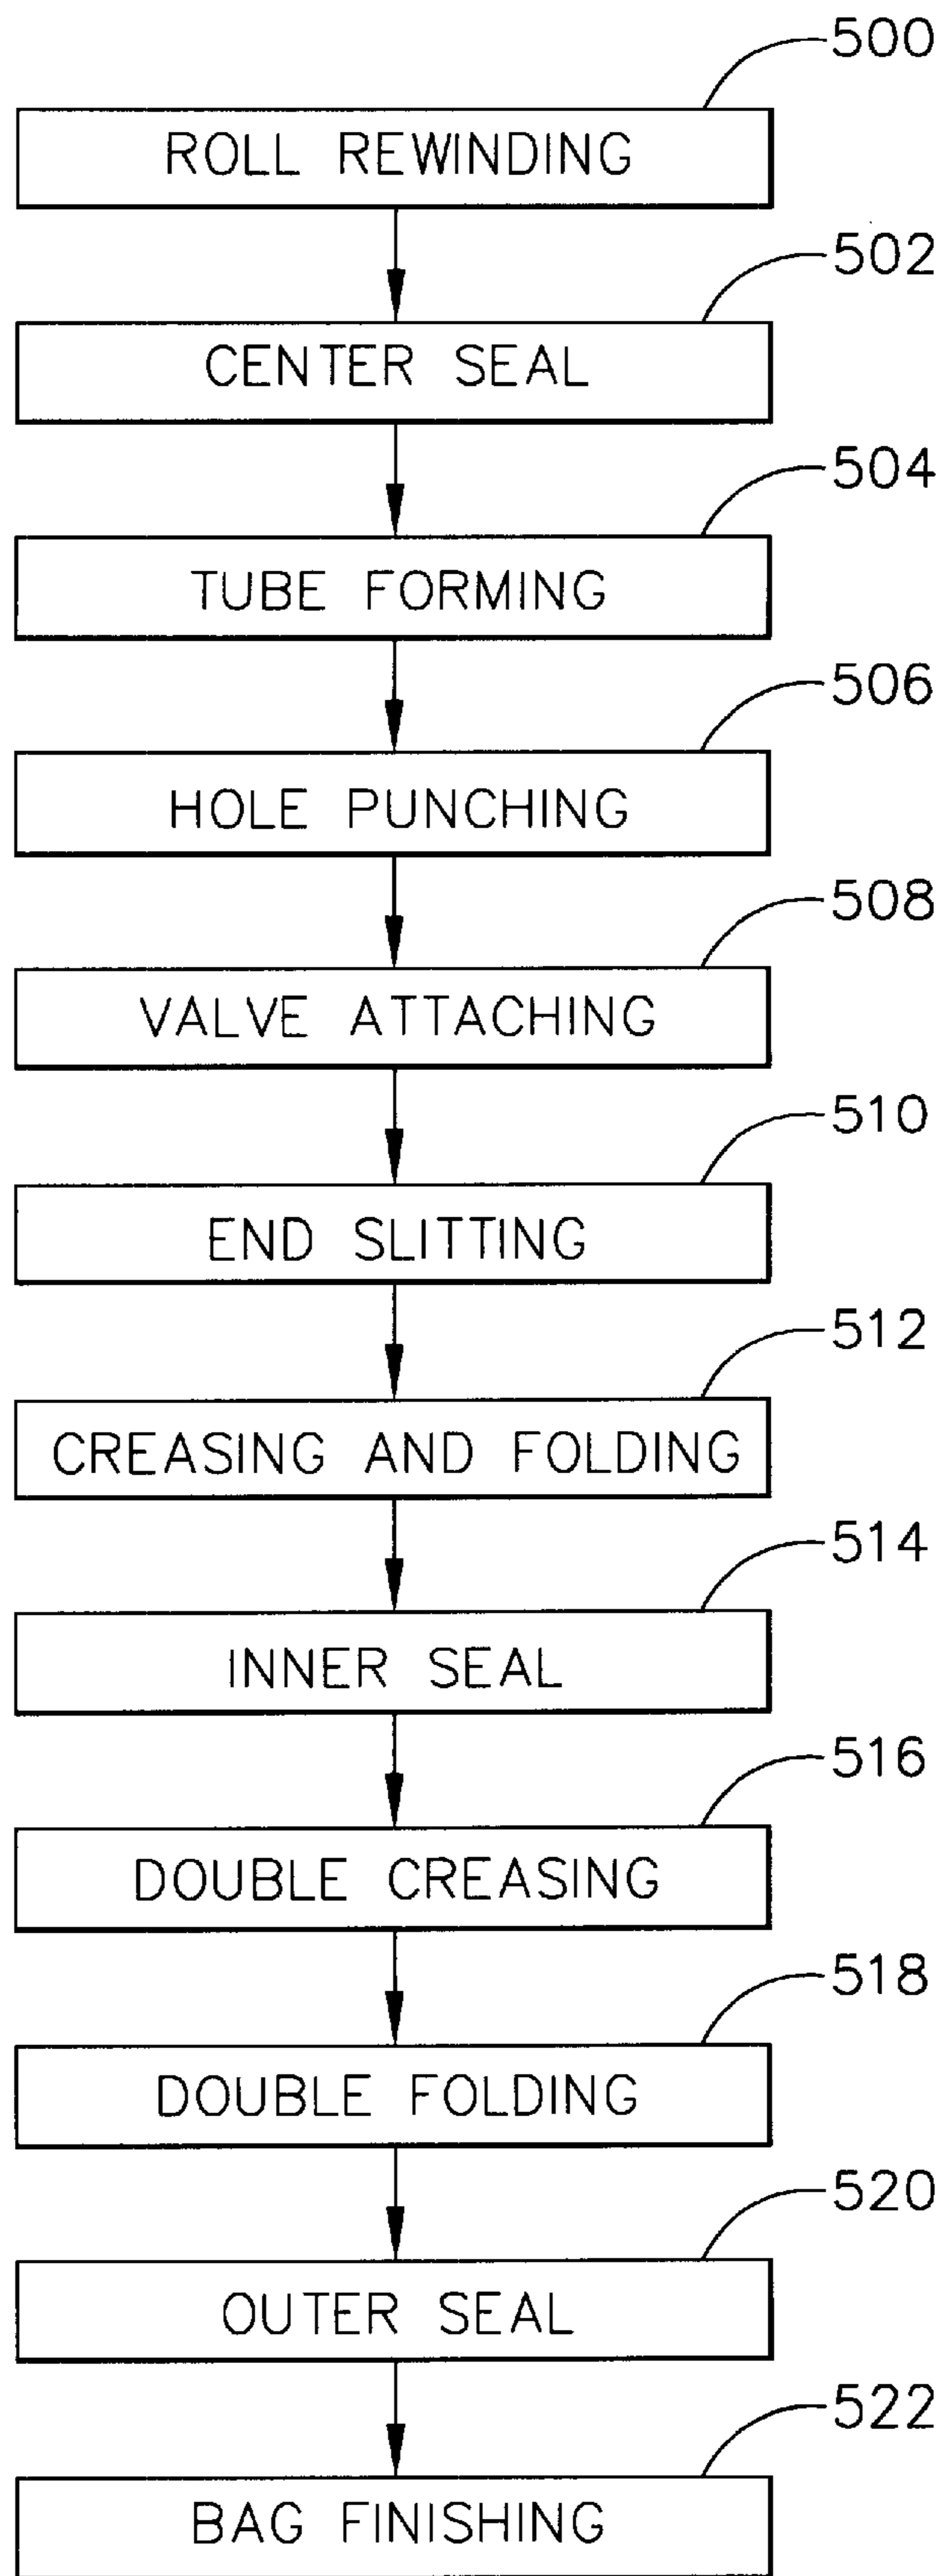 500
ROLL REWINDING
502
CENTER SEAL
504
TUBE FORMING
506
HOLE PUNCHING
508
VALVE ATTACHING
510
END SLITTING
512
CREASING AND FOLDING
514
INNER SEAL
516
DOUBLE CREASING
518
DOUBLE FOLDING
520
OUTER SEAL
522
BAG FINISHING